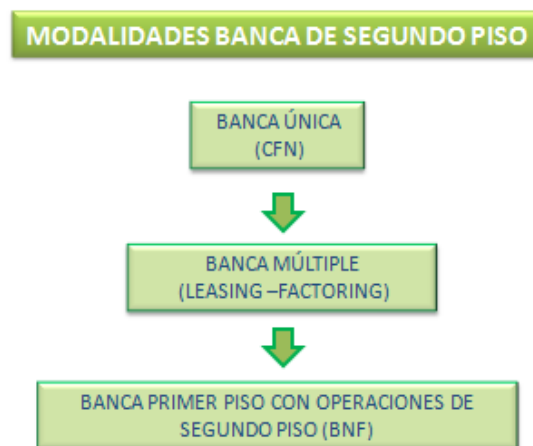 MODALIDADES BANCA DE SEGUNDO PISO
BANCA ÚNICA
(CFN)
BANCA MÚLTIPLE
(LEASING –FACTORING)
BANCA PRIMER PISO CON OPERACIONES DE
SEGUNDO PISO (BNF)